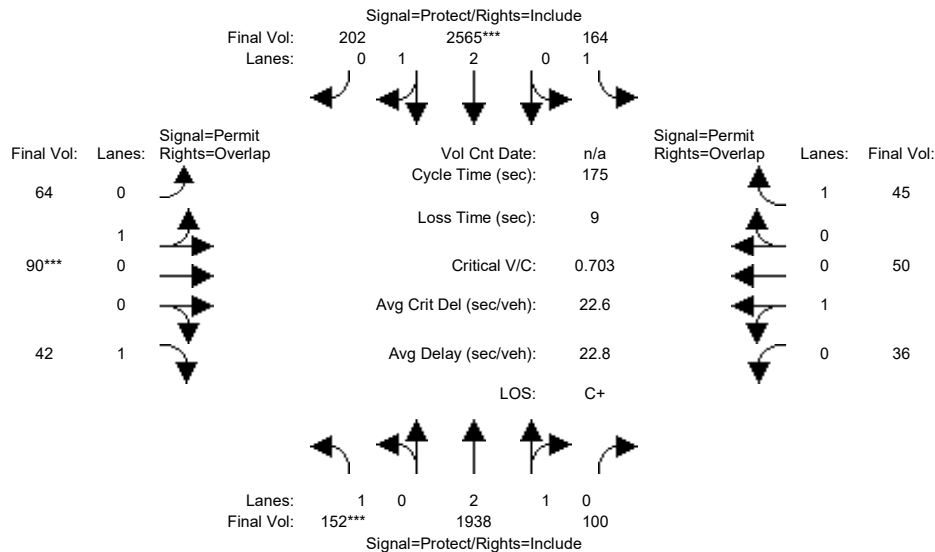 Signal=Protect/Rights=Include
Final Vol: 202 2565*** 164
Lanes: 0 1 2 0 1
Signal=Permit
Final Vol: Lanes: Rights=Overlap
Vol Cnt Date: n/a
Signal=Permit
Rights=Overlap Lanes: Final Vol:
Cycle Time (sec): 175
64 0
1 45
Loss Time (sec): 9
1
0
90*** 0
Critical V/C: 0.703
0 50
0
Avg Crit Del (sec/veh): 22.6
1
42 1
Avg Delay (sec/veh): 22.8
0 36
LOS: C+
Lanes: 1 0 2 1 0
Final Vol: 152*** 1938 100
Signal=Protect/Rights=Include